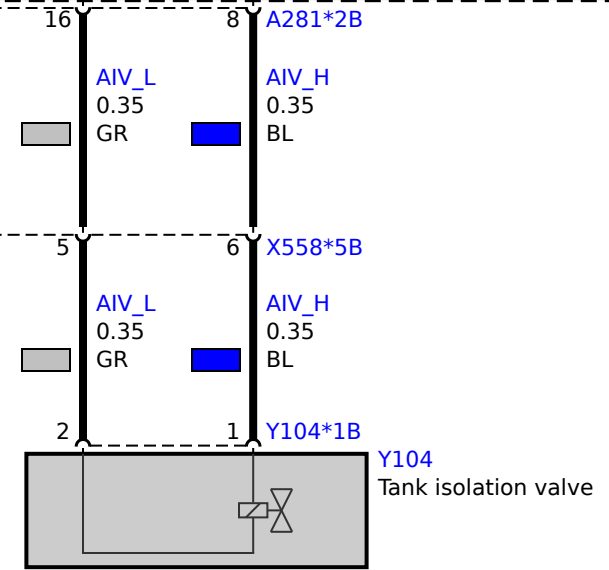 16 8 A281*2B
AIV_L AIV_H
0.35 0.35
GR BL
5 6 X558*5B
AIV_L AIV_H
0.35 0.35
GR BL
2 1 Y104*1B
Y104
Tank isolation valve